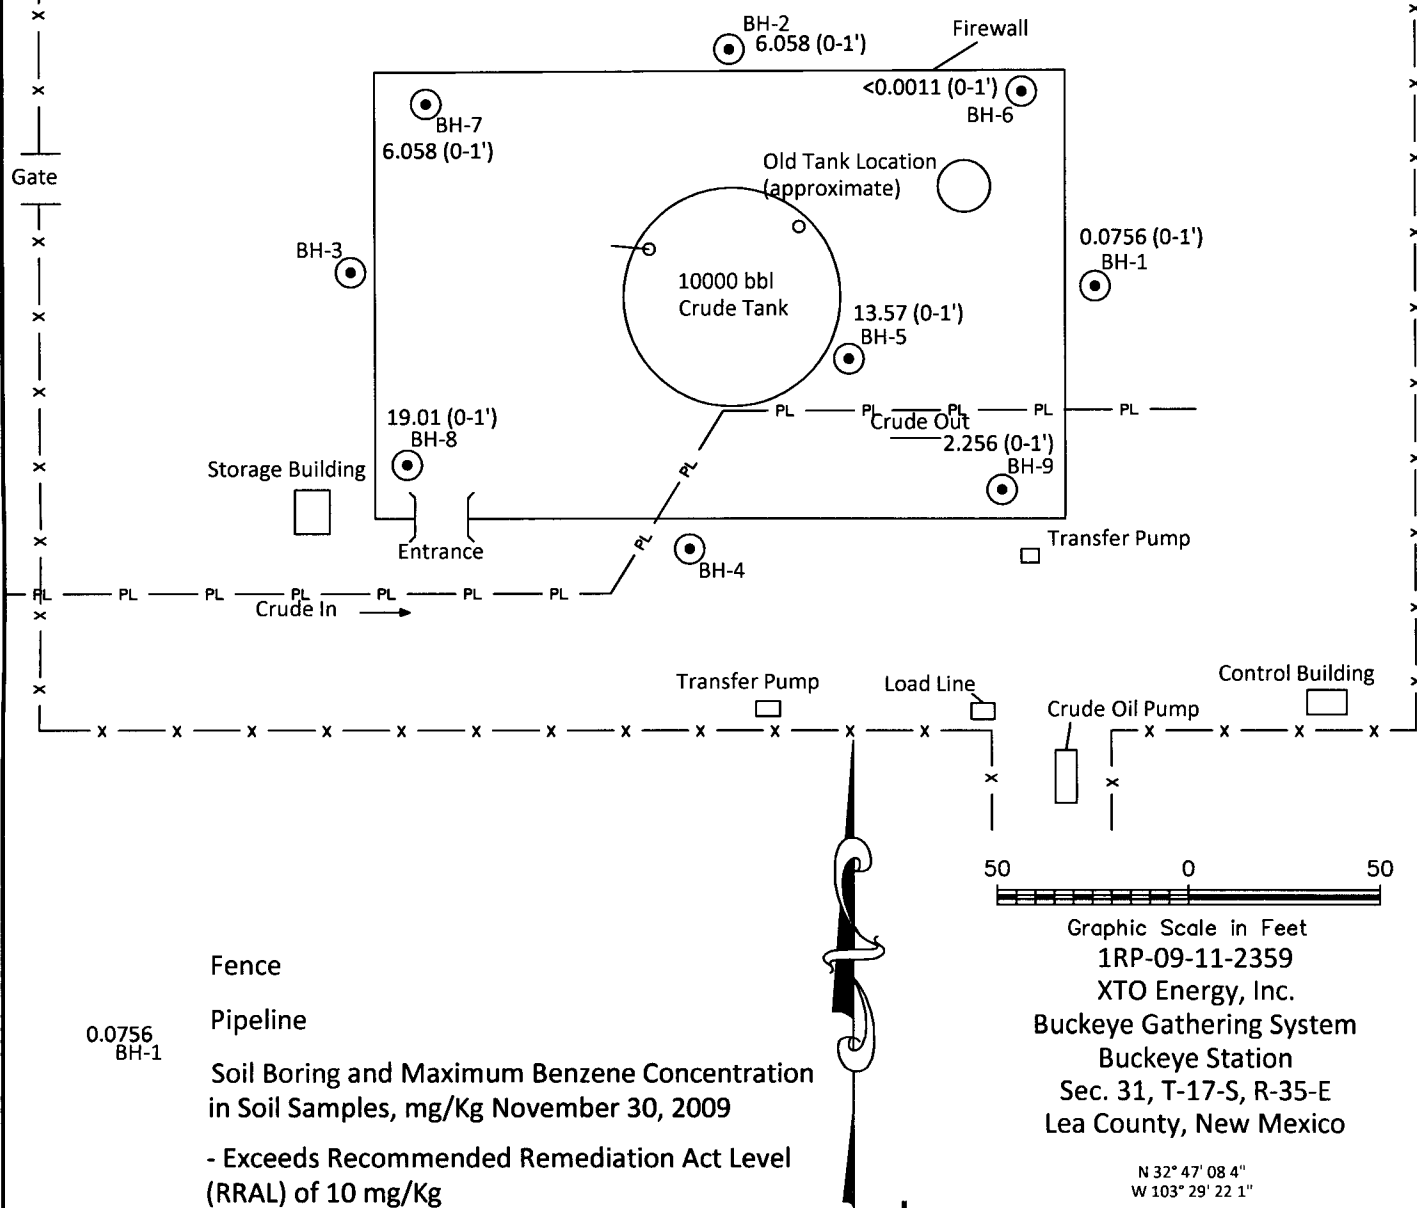 BH-2
6.058 (0-1')
Firewall
<0.0011 (0-1')
BH-6
BH-7
6.058 (0-1')
Gate
Old Tank Location
(approximate)
BH-3
0.0756 (0-1')
BH-1
10000 bbl
Crude Tank
13.57 (0-1')
BH-5
PL PL PL PL PL
Crude Out
19.01 (0-1')
BH-8
2.256 (0-1')
BH-9
Storage Building
PL
Entrance
PL
BH-4
Transfer Pump
PL PL PL PL PL PL PL
Crude In
Transfer Pump
Load Line
Control Building
Crude Oil Pump
50 0 50
Graphic Scale in Feet
1RP-09-11-2359
XTO Energy, Inc.
Buckeye Gathering System
Buckeye Station
Sec. 31, T-17-S, R-35-E
Lea County, New Mexico
N 32° 47' 08 4"
W 103° 29' 22 1"
Fence
Pipeline
0.0756
BH-1
Soil Boring and Maximum Benzene Concentration
in Soil Samples, mg/Kg November 30, 2009
- Exceeds Recommended Remediation Act Level
(RRAL) of 10 mg/Kg